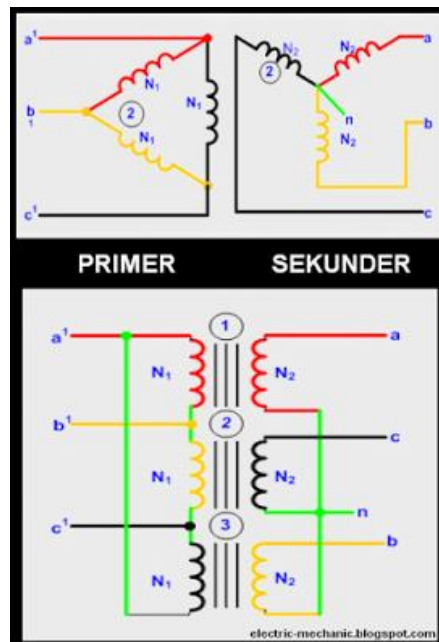 a¹
N₁
b
1
2
N₁
N₁
c¹
N₂
2
N₂
a
n
N₂
b
c
PRIMER
SEKUNDER
a¹
1
a
N₁
N₂
b¹
2
c
N₁
N₂
c¹
3
n
b
N₁
N₂
electric-mechanic.blogspot.com